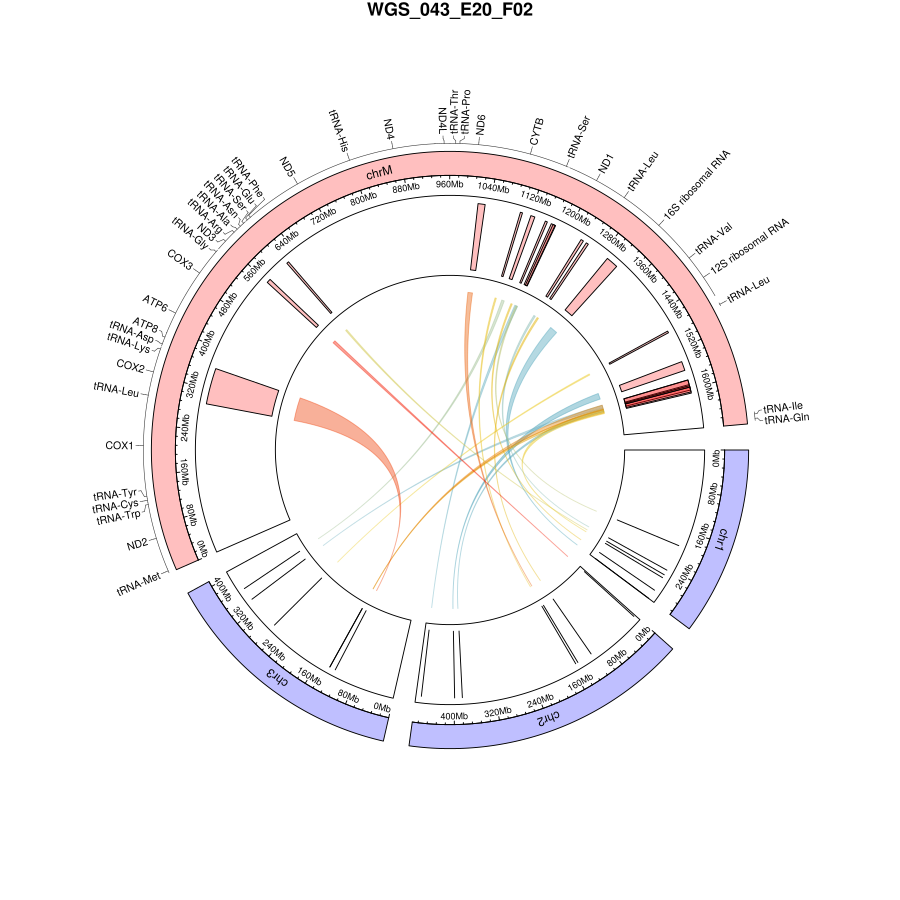 WGS_043_E20_F02
tRNA-Met
ND2
tRNA-Trp
tRNA-Cys
tRNA-Tyr
COX1
tRNA-Leu
COX2
tRNA-Lys
tRNA-Asp
ATP8
ATP6
COX3
tRNA-Gly
ND3
tRNA-Arg
tRNA-Ala
tRNA-Asn
tRNA-Ser
tRNA-Glu
tRNA-Phe
ND5
tRNA-His
ND4
ND4L
tRNA-Thr
tRNA-Pro
ND6
CYTB
tRNA-Ser
ND1
tRNA-Leu
16S ribosomal RNA
tRNA-Val
12S ribosomal RNA
tRNA-Leu
tRNA-Ile
tRNA-Gln
chrM
0Mb
80Mb
160Mb
240Mb
320Mb
400Mb
480Mb
560Mb
640Mb
720Mb
800Mb
880Mb
960Mb
1040Mb
1120Mb
1200Mb
1280Mb
1360Mb
1440Mb
1520Mb
1600Mb
chr1
0Mb
80Mb
160Mb
240Mb
chr2
0Mb
80Mb
160Mb
240Mb
320Mb
400Mb
chr3
0Mb
80Mb
160Mb
240Mb
320Mb
400Mb